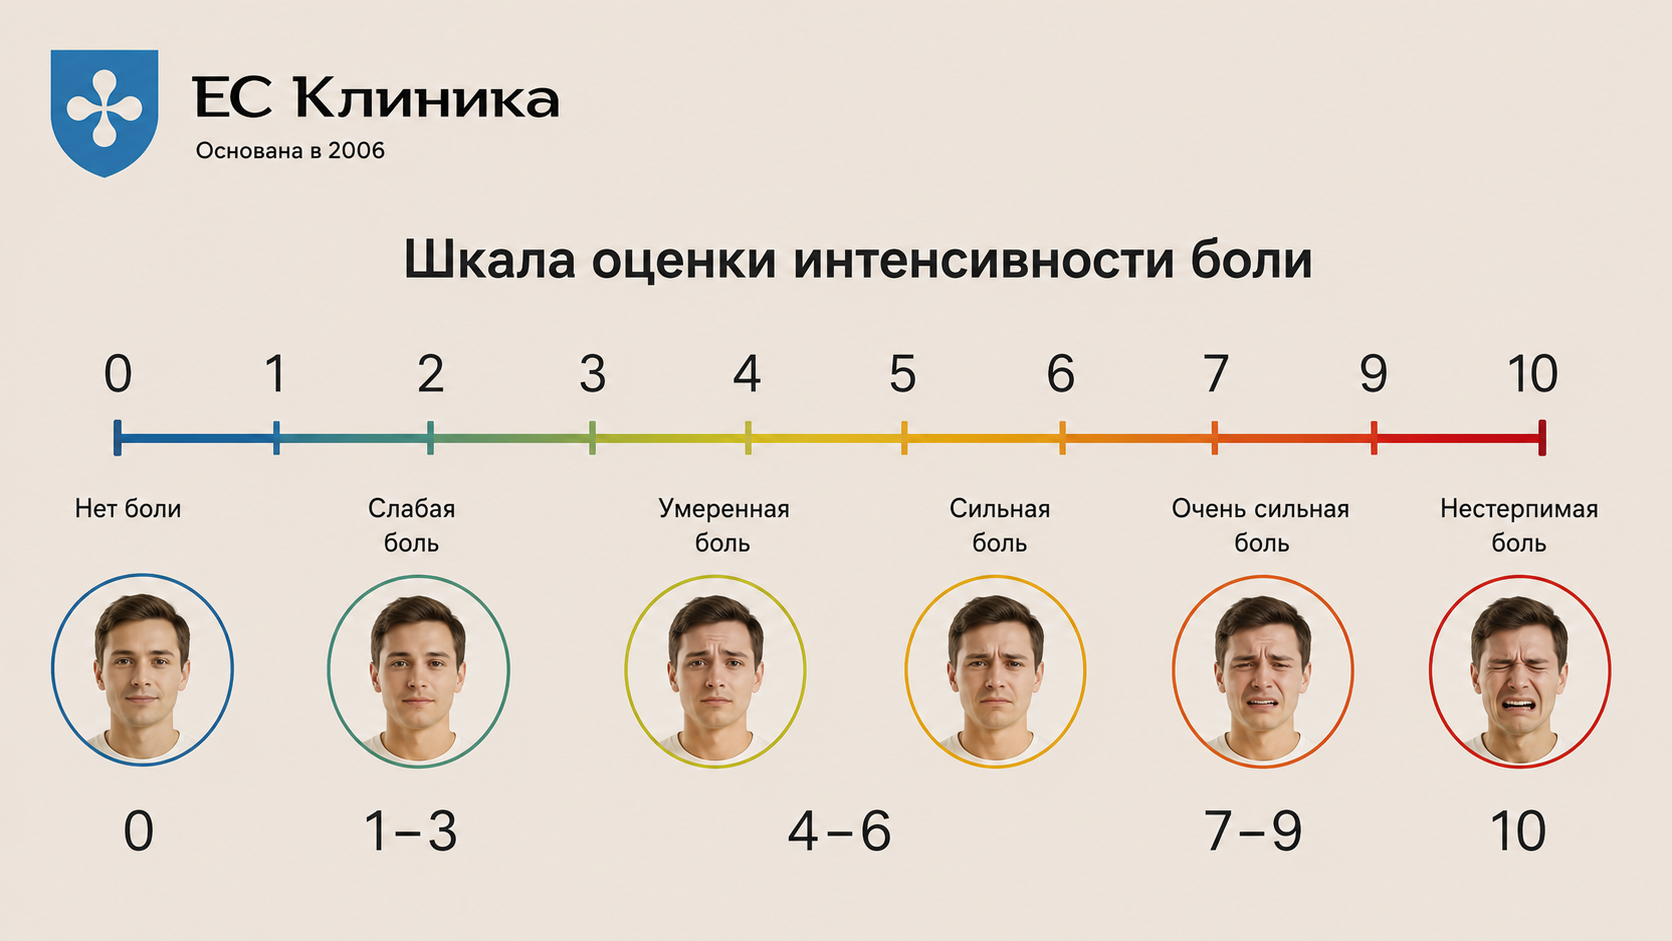 ЕС Клиника
Основана в 2006
Шкала оценки интенсивности боли
0 1 2 3 4 5 6 7 9 10
Нет боли
Слабая
боль
Умеренная
боль
Сильная
боль
Очень сильная
боль
Нестерпимая
боль
0 1–3 4–6 7–9 10